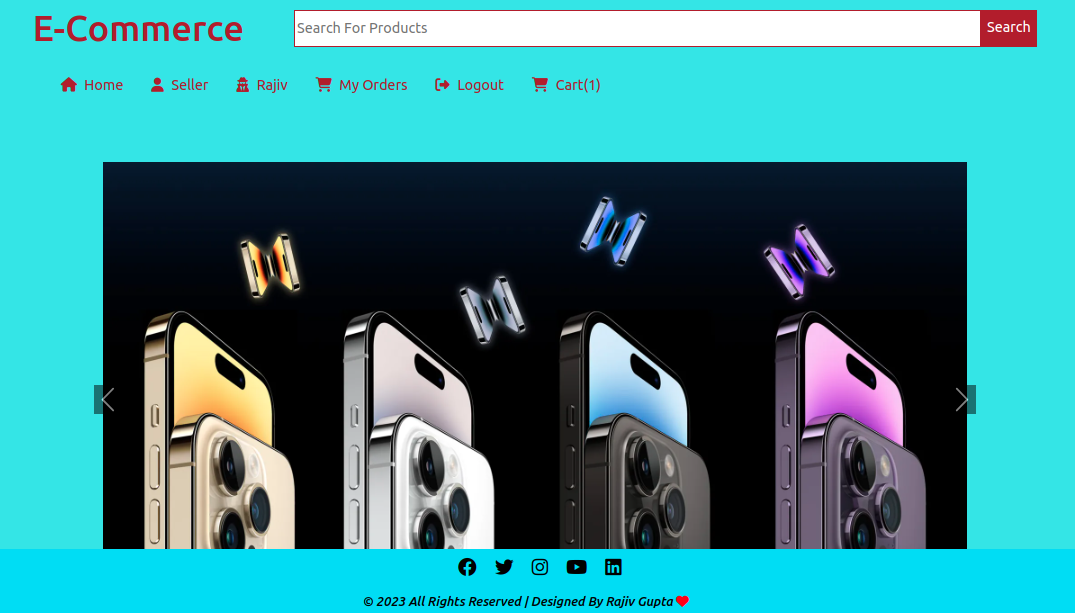 E-Commerce
Search For Products
Search
Home Seller Rajiv My Orders Logout Cart(1)
© 2023 All Rights Reserved | Designed By Rajiv Gupta